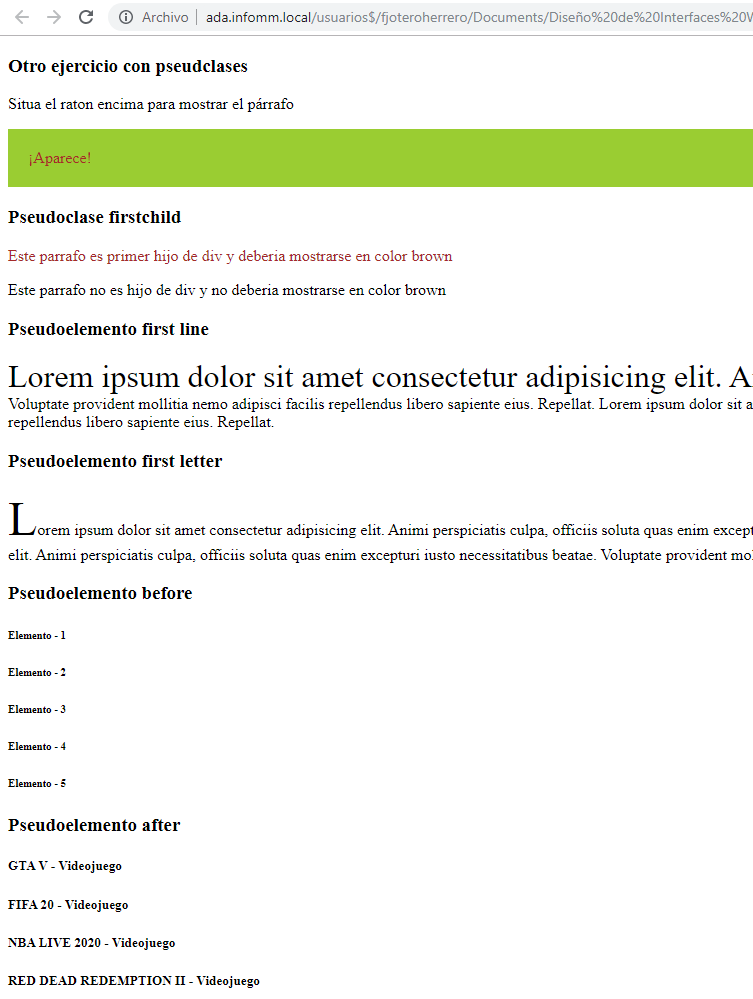 Archivo | ada.infomm.local/usuarios$/fjoteroherrero/Documents/Diseño%20de%20Interfaces%20W
Otro ejercicio con pseudclases
Situa el raton encima para mostrar el párrafo
¡Aparece!
Pseudoclase firstchild
Este parrafo es primer hijo de div y deberia mostrarse en color brown
Este parrafo no es hijo de div y no deberia mostrarse en color brown
Pseudoelemento first line
Lorem ipsum dolor sit amet consectetur adipisicing elit. A
Voluptate provident mollitia nemo adipisci facilis repellendus libero sapiente eius. Repellat. Lorem ipsum dolor sit a
repellendus libero sapiente eius. Repellat.
Pseudoelemento first letter
Lorem ipsum dolor sit amet consectetur adipisicing elit. Animi perspiciatis culpa, officiis soluta quas enim except
elit. Animi perspiciatis culpa, officiis soluta quas enim excepturi iusto necessitatibus beatae. Voluptate provident mo
Pseudoelemento before
Elemento - 1
Elemento - 2
Elemento - 3
Elemento - 4
Elemento - 5
Pseudoelemento after
GTA V - Videojuego
FIFA 20 - Videojuego
NBA LIVE 2020 - Videojuego
RED DEAD REDEMPTION II - Videojuego